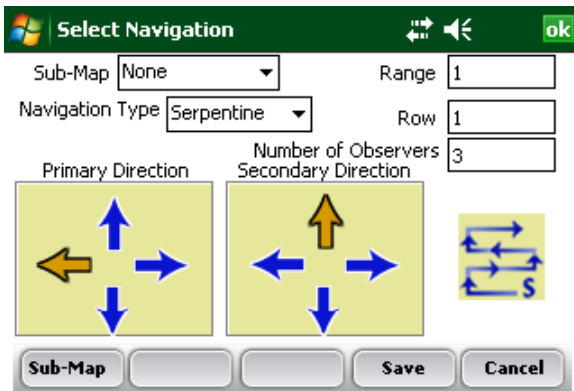 Select Navigation ok
Sub-Map None Range 1
Navigation Type Serpentine Row 1
Number of Observers 3
Primary Direction Secondary Direction
S
Sub-Map Save Cancel